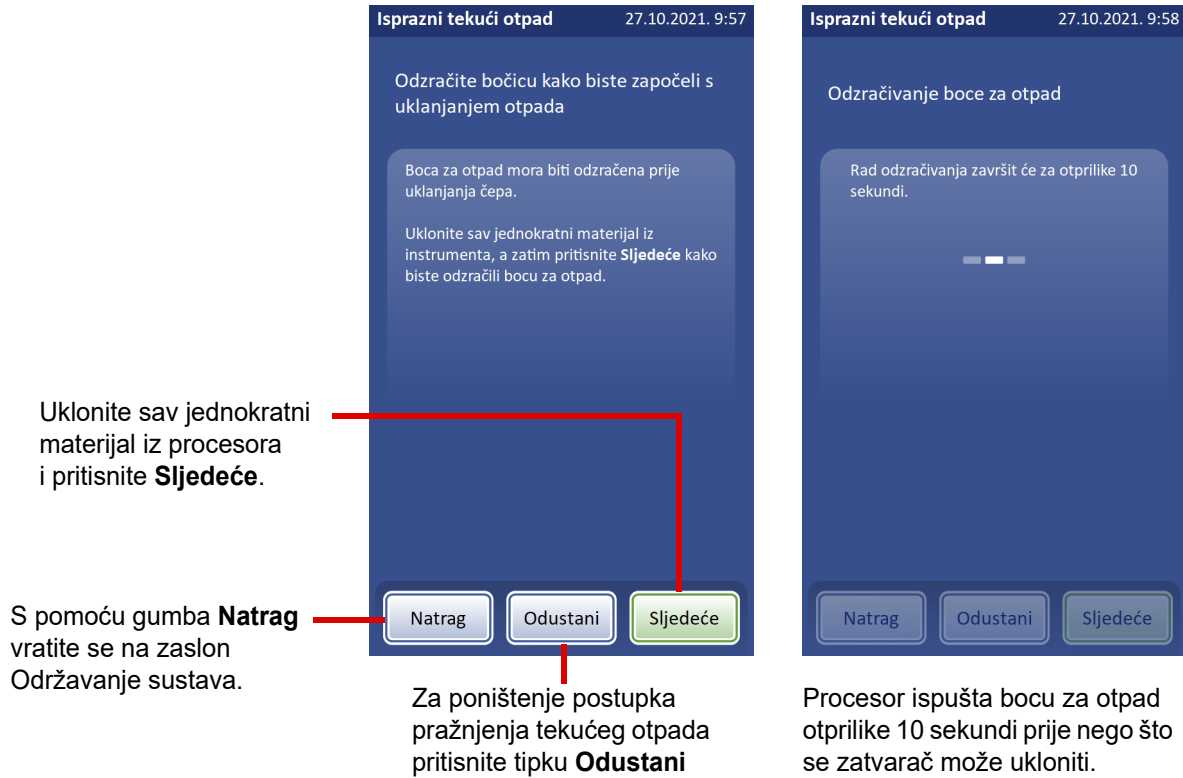 Isprazni tekući otpad 27.10.2021. 9:57
Odzračite bočicu kako biste započeli s
uklanjanjem otpada
Boca za otpad mora biti odzračena prije
uklanjanja čepa.
Uklonite sav jednokratni materijal iz
instrumenta, a zatim pritisnite Sljedeće kako
biste odzračili bocu za otpad.
Natrag Odustani Sljedeće
Isprazni tekući otpad 27.10.2021. 9:58
Odzračivanje boce za otpad
Rad odzračivanja završit će za otprilike 10
sekundi.
Natrag Odustani Sljedeće
Uklonite sav jednokratni
materijal iz procesora
i pritisnite Sljedeće.
S pomoću gumba Natrag
vratite se na zaslon
Održavanje sustava.
Za poništenje postupka
pražnjenja tekućeg otpada
pritisnite tipku Odustani
Procesor ispušta bocu za otpad
otprilike 10 sekundi prije nego što
se zatvarač može ukloniti.